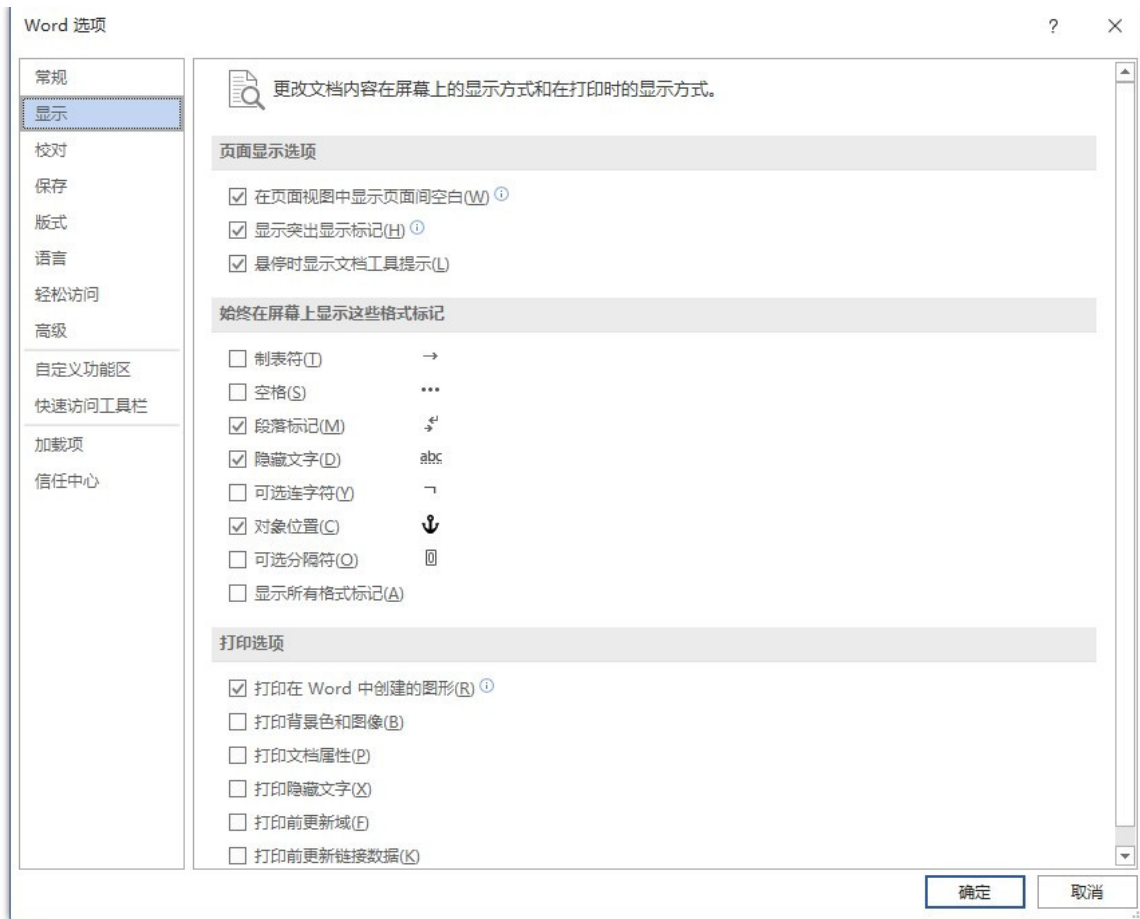 Word 选项
?
×
常规
显示
校对
保存
版式
语言
轻松访问
高级
自定义功能区
快速访问工具栏
加载项
信任中心
更改文档内容在屏幕上的显示方式和在打印时的显示方式。
页面显示选项
在页面视图中显示页面间空白(W)
显示突出显示标记(H)
悬停时显示文档工具提示(L)
始终在屏幕上显示这些格式标记
制表符(T) →
空格(S) •••
段落标记(M)
隐藏文字(D) abc
可选连字符(Y) ¬
对象位置(C)
可选分隔符(O)
显示所有格式标记(A)
打印选项
打印在 Word 中创建的图形(R)
打印背景色和图像(B)
打印文档属性(P)
打印隐藏文字(X)
打印前更新域(F)
打印前更新链接数据(K)
确定 取消